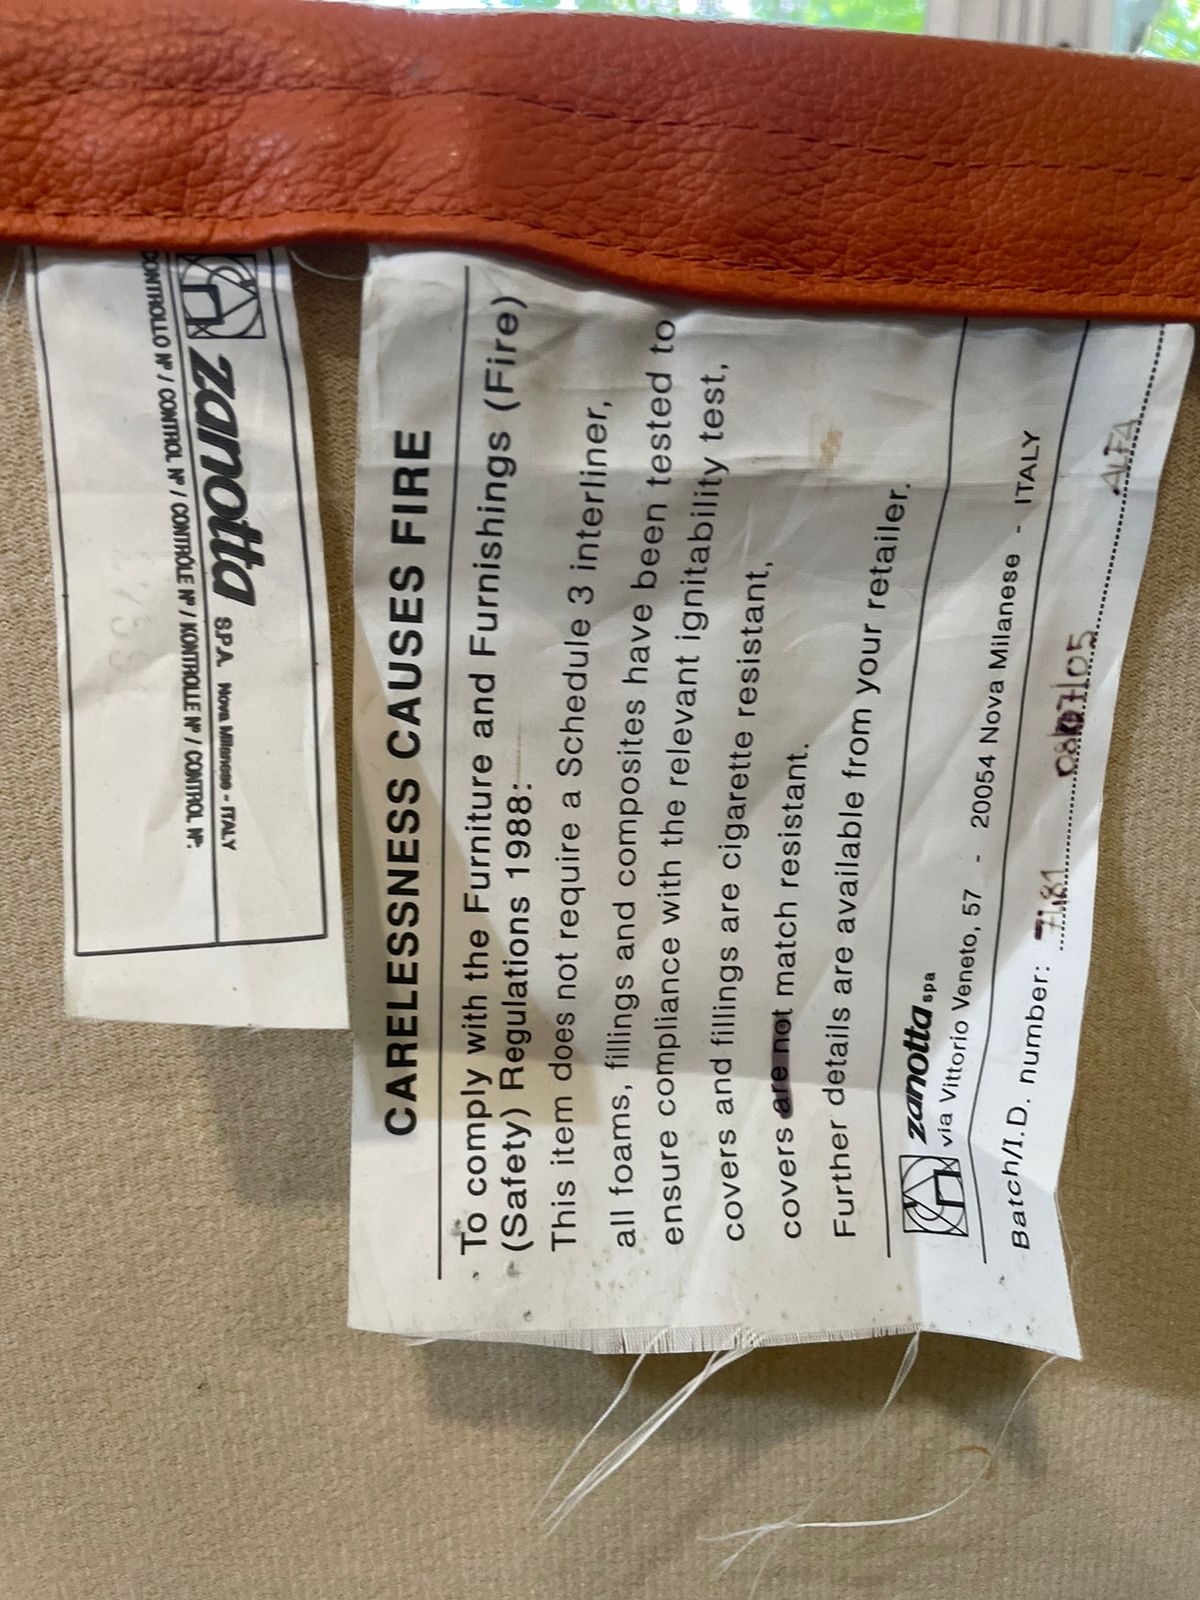 zanotta S.P.A. Nova Milanese - ITALY
CONTROLLO Nº / CONTROL Nº / CONTRÔLE Nº / KONTROLLE Nº / CONTROL Nº.
CARELESSNESS CAUSES FIRE
To comply with the Furniture and Furnishings (Fire)
(Safety) Regulations 1988:
This item does not require a Schedule 3 interliner,
all foams, fillings and composites have been tested to
ensure compliance with the relevant ignitability test,
covers and fillings are cigarette resistant,
covers are not match resistant.
Further details are available from your retailer.
zanotta spa
via Vittorio Veneto, 57 - 20054 Nova Milanese - ITALY
Batch/I.D. number: 08/07/05 ALFA